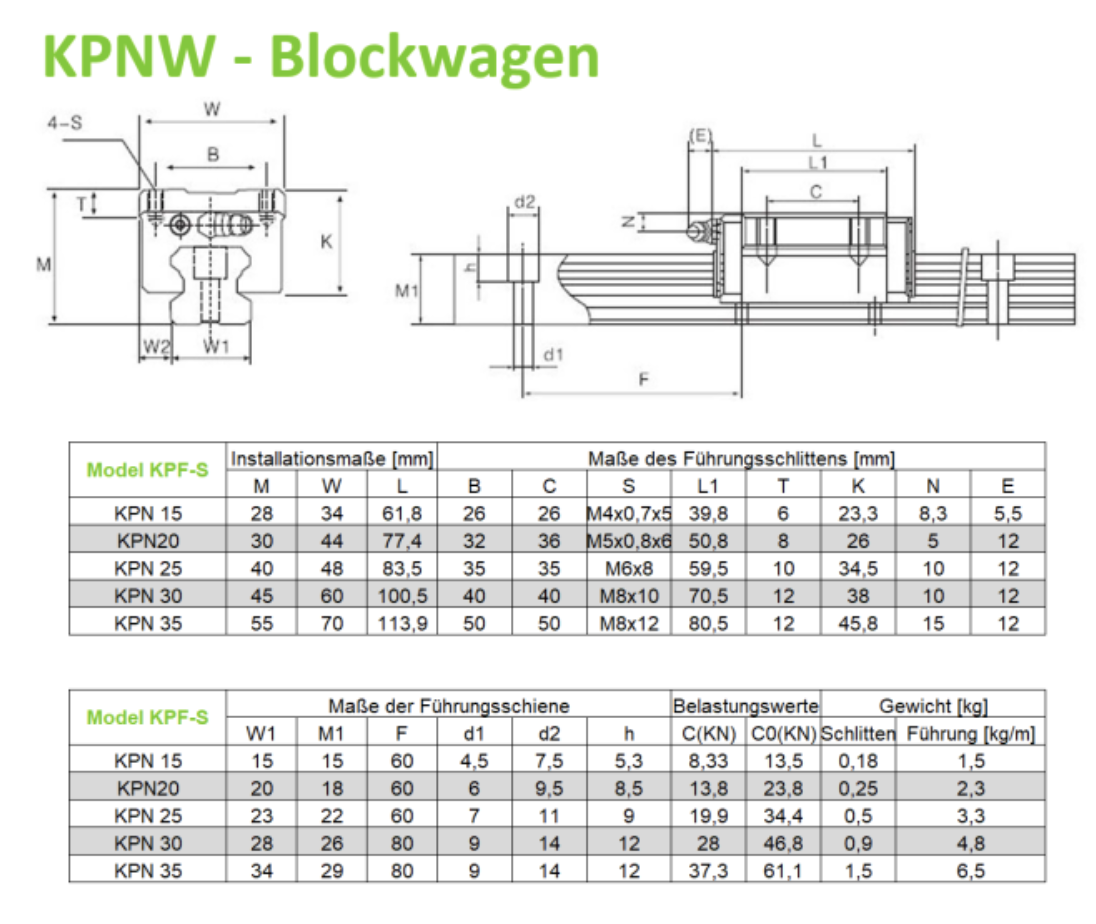 KPNW - Blockwagen
W
4-S
B
T
K
M
W2 W1
(E)
L
L1
C
d2
N
h
M1
d1
F
Model KPF-S Installationsmaße [mm] Maße des Führungsschlittens [mm]
M W L B C S L1 T K N E
KPN 15 28 34 61,8 26 26 M4x0,7x5 39,8 6 23,3 8,3 5,5
KPN20 30 44 77,4 32 36 M5x0,8x6 50,8 8 26 5 12
KPN 25 40 48 83,5 35 35 M6x8 59,5 10 34,5 10 12
KPN 30 45 60 100,5 40 40 M8x10 70,5 12 38 10 12
KPN 35 55 70 113,9 50 50 M8x12 80,5 12 45,8 15 12
Model KPF-S Maße der Führungsschiene Belastungswerte Gewicht [kg]
W1 M1 F d1 d2 h C(KN) C0(KN) Schlitten Führung [kg/m]
KPN 15 15 15 60 4,5 7,5 5,3 8,33 13,5 0,18 1,5
KPN20 20 18 60 6 9,5 8,5 13,8 23,8 0,25 2,3
KPN 25 23 22 60 7 11 9 19,9 34,4 0,5 3,3
KPN 30 28 26 80 9 14 12 28 46,8 0,9 4,8
KPN 35 34 29 80 9 14 12 37,3 61,1 1,5 6,5